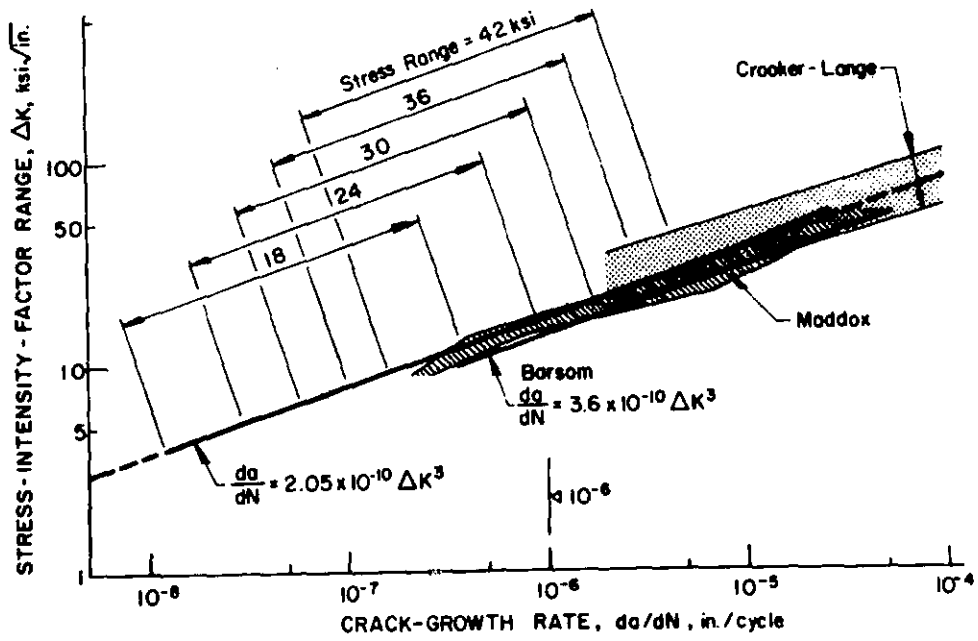 STRESS-INTENSITY-FACTOR RANGE, ΔK, ksi√in.
100
50
10
5
1
Stress Range = 42 ksi
36
30
24
18
Crooker-Lange
Maddox
Barsom
da/dN = 3.6 x 10⁻¹⁰ ΔK³
da/dN = 2.05 x 10⁻¹⁰ ΔK³
10⁻⁶
10⁻⁸
10⁻⁷
10⁻⁶
10⁻⁵
10⁻⁴
CRACK-GROWTH RATE, da/dN, in./cycle